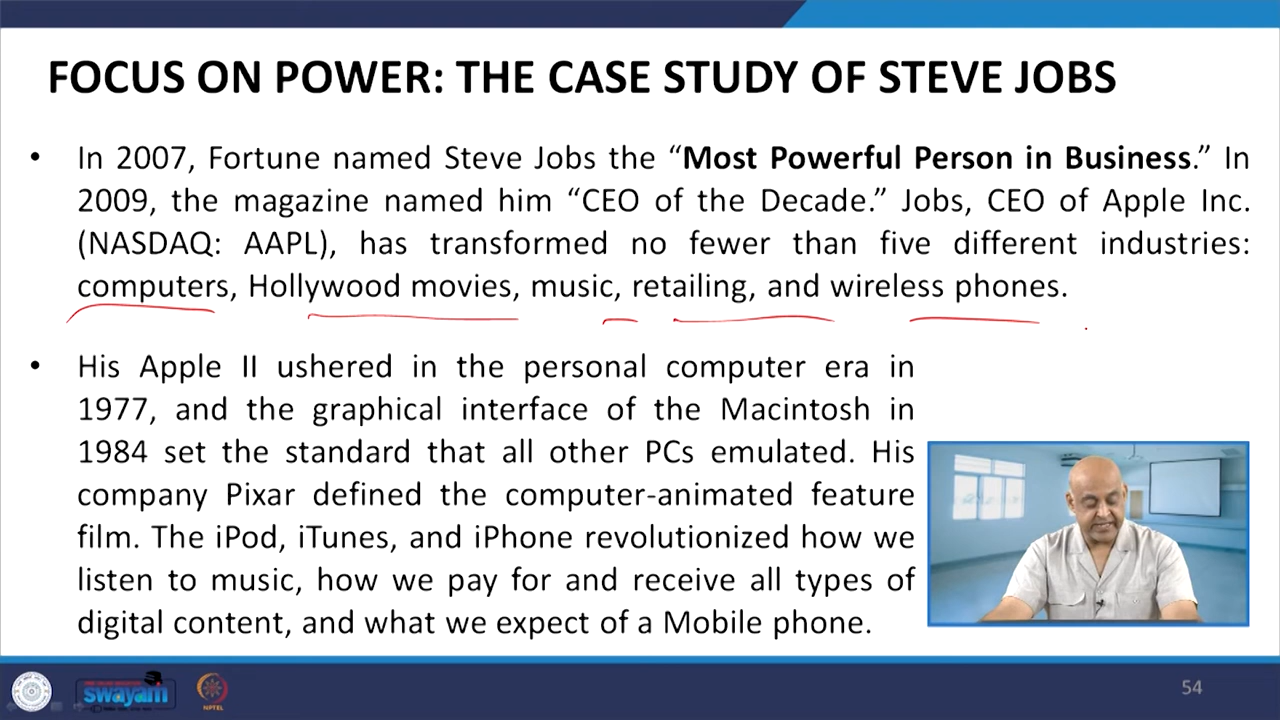 FOCUS ON POWER: THE CASE STUDY OF STEVE JOBS
• In 2007, Fortune named Steve Jobs the “Most Powerful Person in Business.” In
2009, the magazine named him “CEO of the Decade.” Jobs, CEO of Apple Inc.
(NASDAQ: AAPL), has transformed no fewer than five different industries:
computers, Hollywood movies, music, retailing, and wireless phones.
• His Apple II ushered in the personal computer era in
1977, and the graphical interface of the Macintosh in
1984 set the standard that all other PCs emulated. His
company Pixar defined the computer-animated feature
film. The iPod, iTunes, and iPhone revolutionized how we
listen to music, how we pay for and receive all types of
digital content, and what we expect of a Mobile phone.
swayam
NPTEL
54